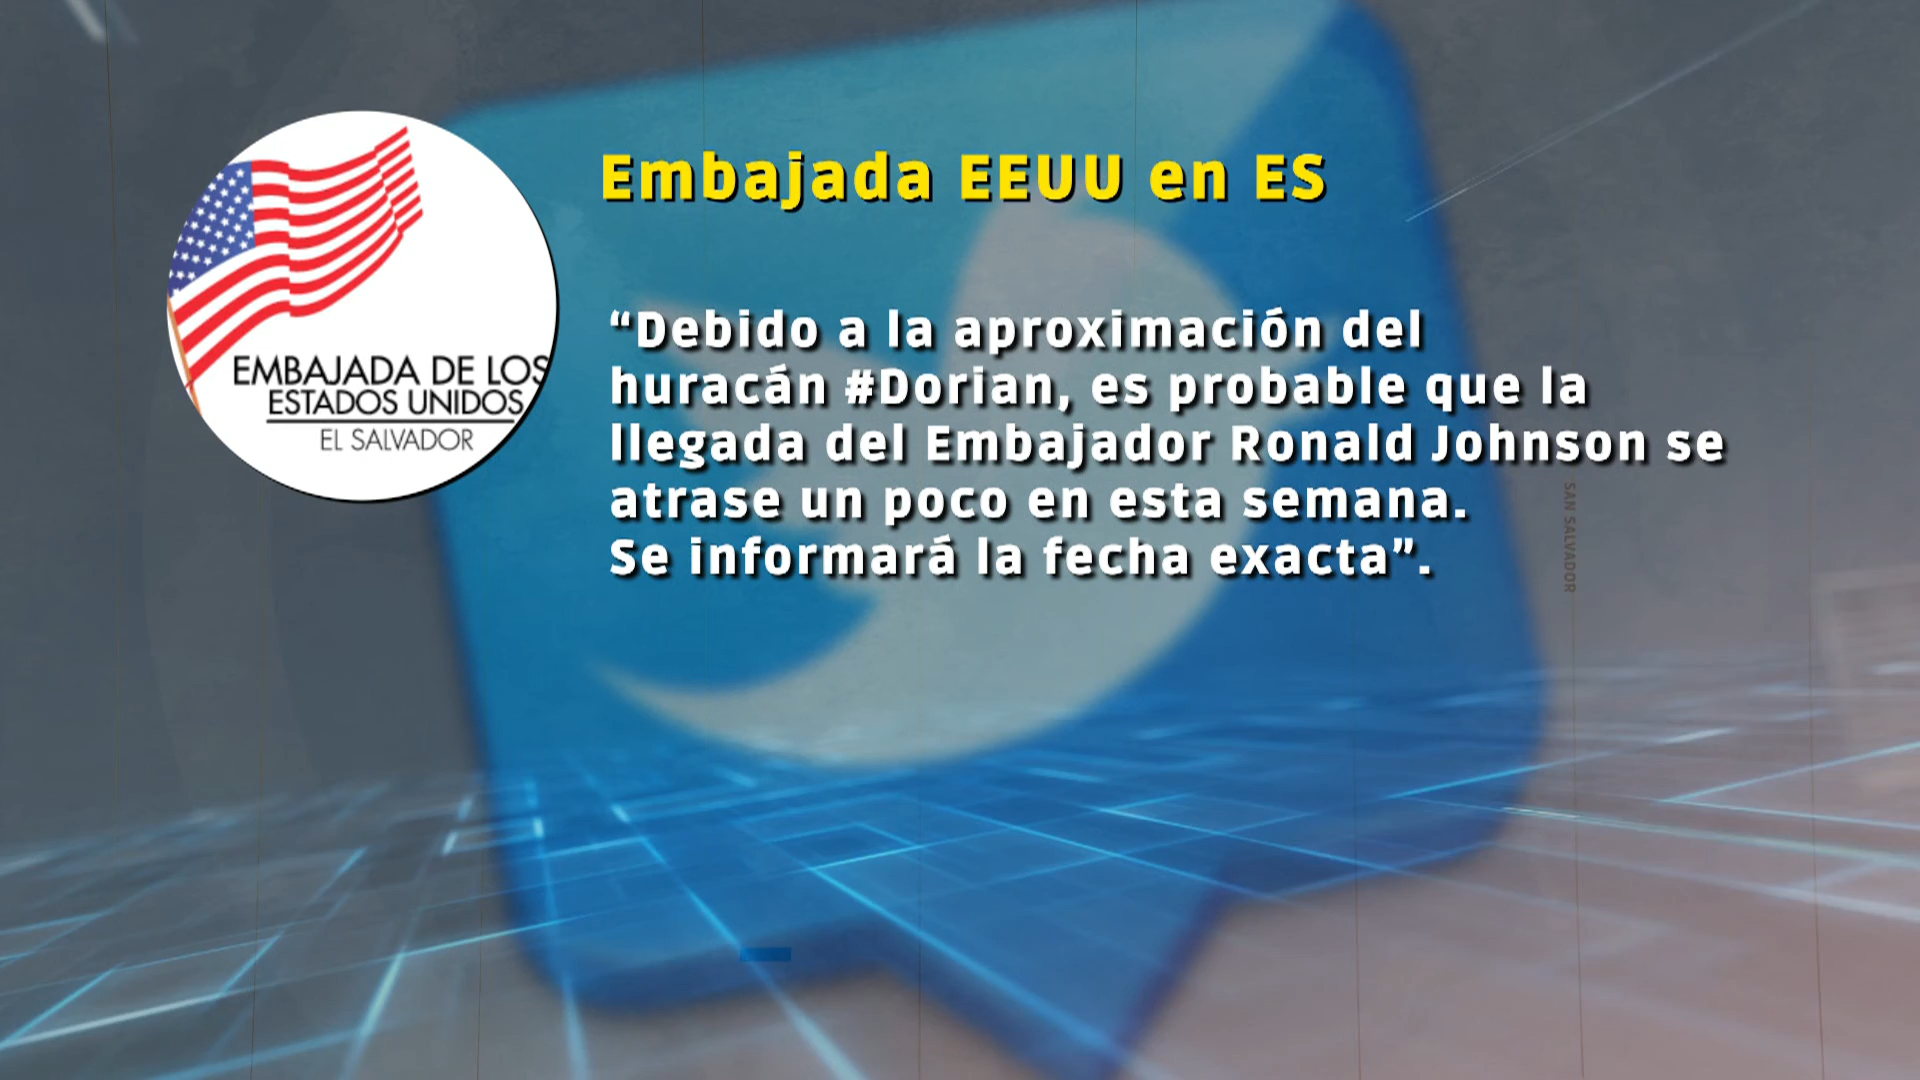 Embajada EEUU en ES
EMBAJADA DE LOS
ESTADOS UNIDOS
EL SALVADOR
“Debido a la aproximación del
huracán #Dorian, es probable que la
llegada del Embajador Ronald Johnson se
atrase un poco en esta semana.
Se informará la fecha exacta”.
SAN SALVADOR